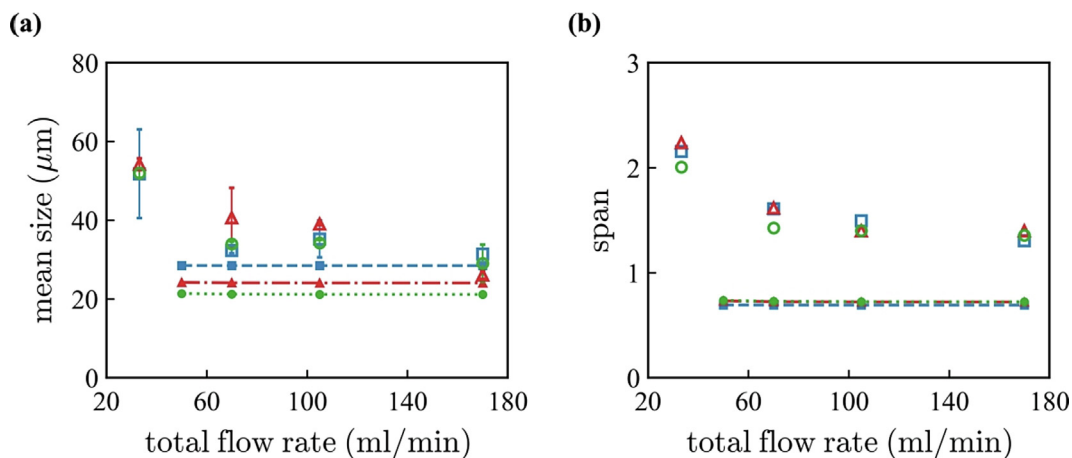 (a)
80
60
40
20
0
mean size (μm)
20 60 100 140 180
total flow rate (ml/min)
(b)
3
2
1
0
span
20 60 100 140 180
total flow rate (ml/min)